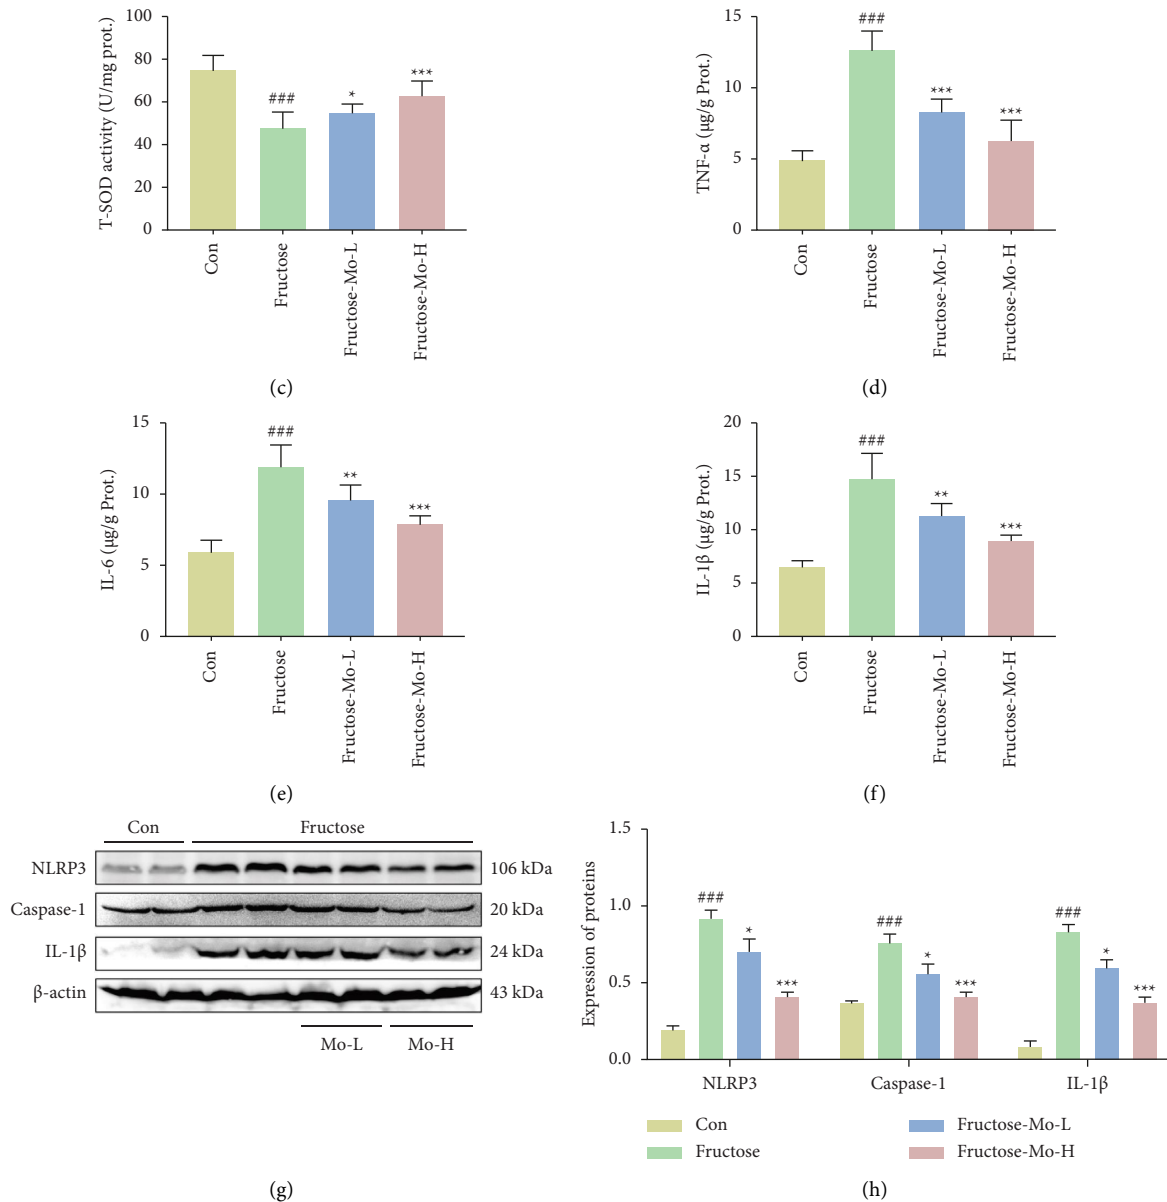 T-SOD activity (U/mg prot.)
100
80
60
40
20
0
###
*
***
Con
Fructose
Fructose-Mo-L
Fructose-Mo-H
(c)
TNF-α (μg/g Prot.)
15
10
5
0
###
***
***
Con
Fructose
Fructose-Mo-L
Fructose-Mo-H
(d)
IL-6 (μg/g Prot.)
15
10
5
0
###
**
***
Con
Fructose
Fructose-Mo-L
Fructose-Mo-H
(e)
IL-1β (μg/g Prot.)
20
15
10
5
0
###
**
***
Con
Fructose
Fructose-Mo-L
Fructose-Mo-H
(f)
Con Fructose
NLRP3 106 kDa
Caspase-1 20 kDa
IL-1β 24 kDa
β-actin 43 kDa
Mo-L Mo-H
(g)
Expression of proteins
1.5
1.0
0.5
0.0
###
*
***
###
*
***
###
*
***
NLRP3 Caspase-1 IL-1β
Con Fructose-Mo-L
Fructose Fructose-Mo-H
(h)